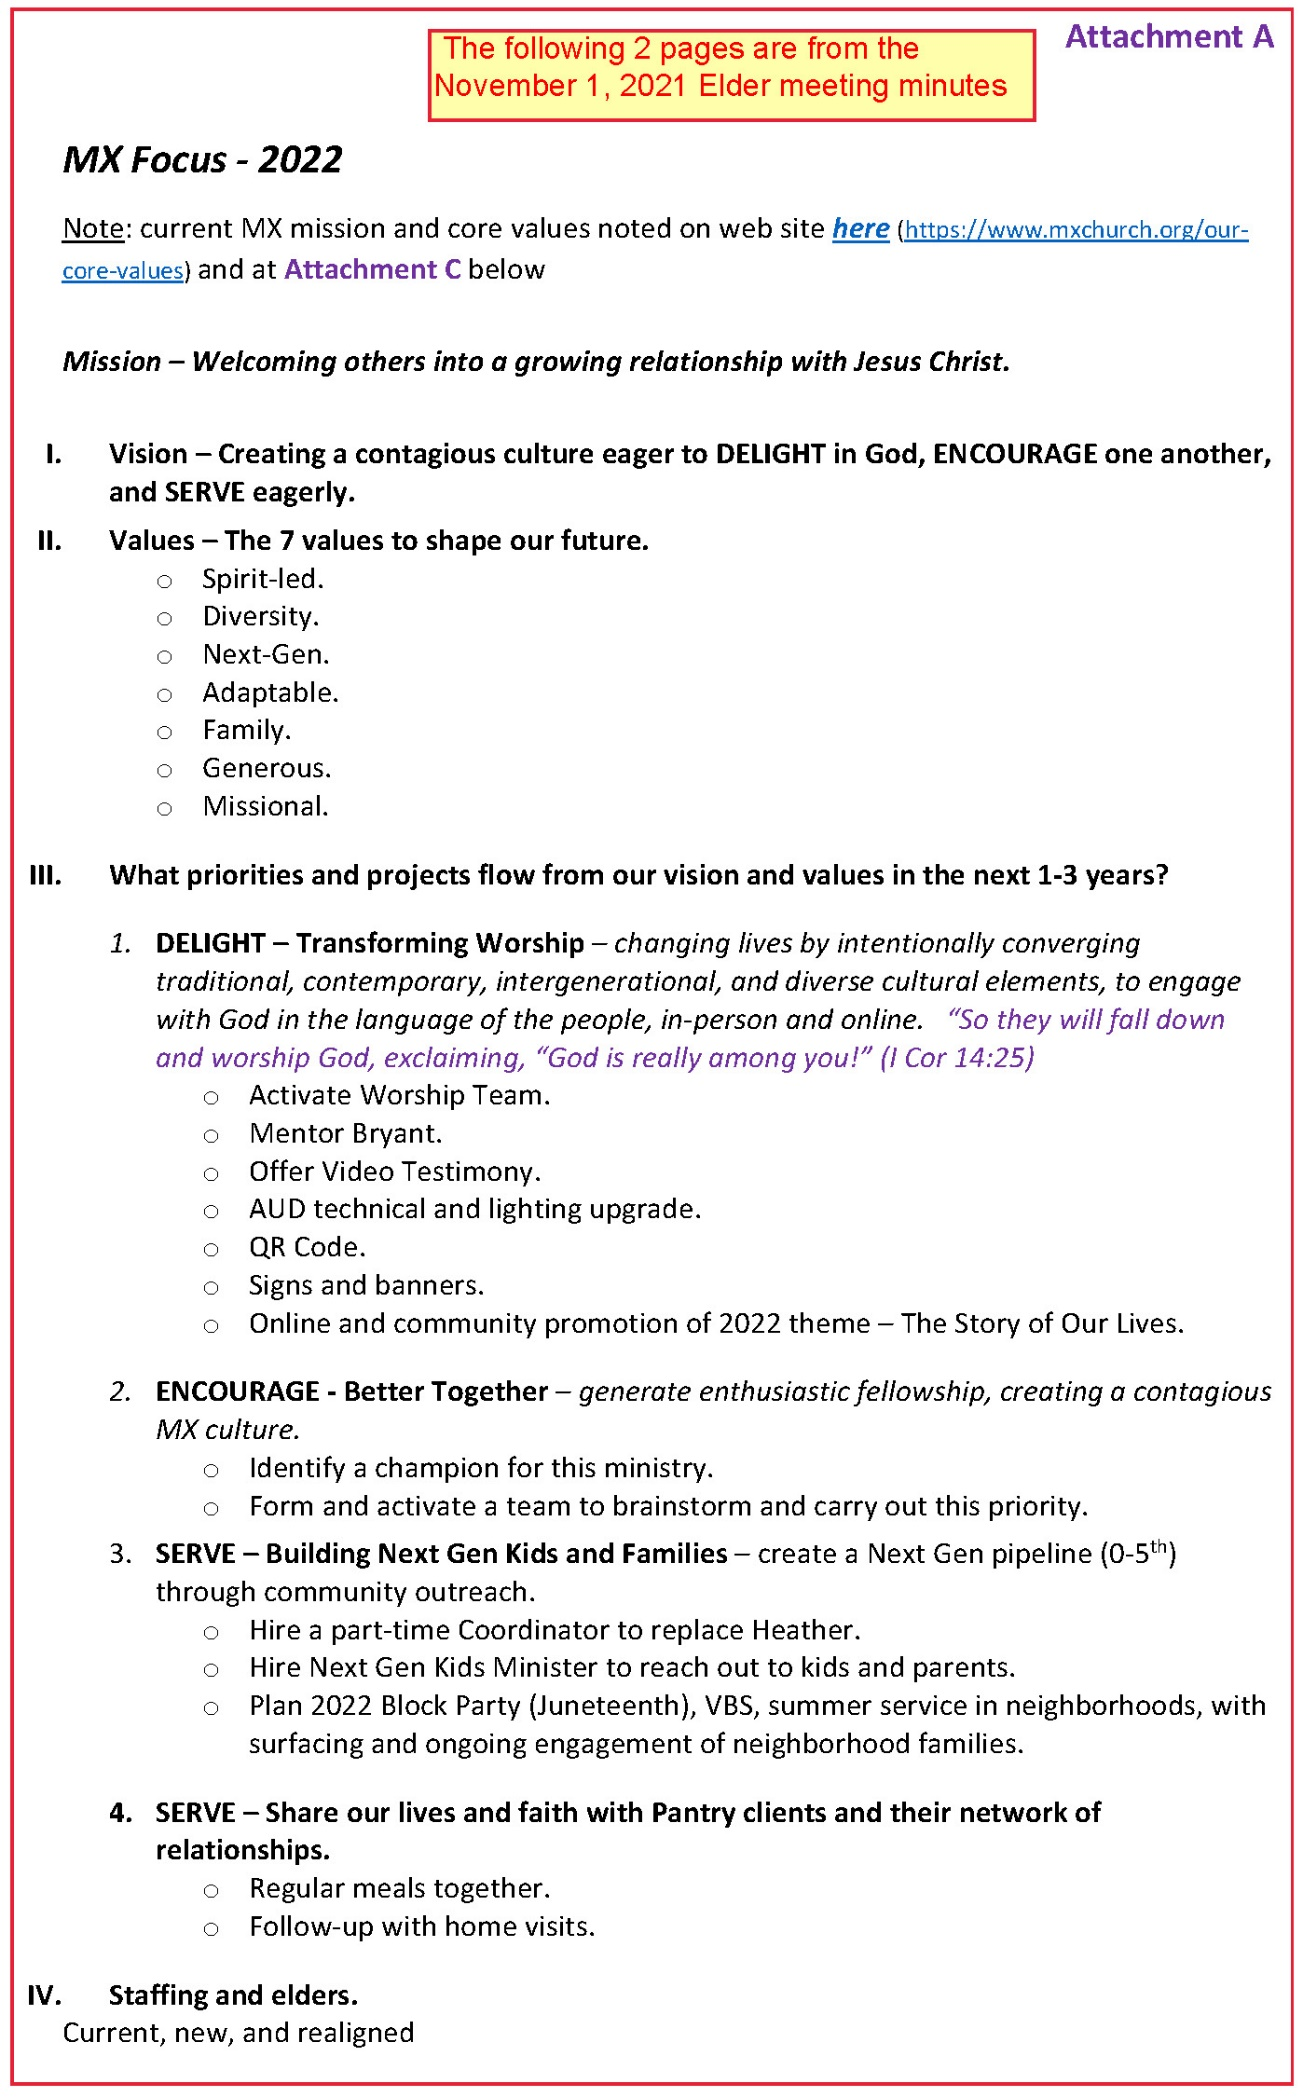 Attachment A
The following 2 pages are from the
November 1, 2021 Elder meeting minutes
MX Focus - 2022
Note: current MX mission and core values noted on web site here (https://www.mxchurch.org/our-
core-values) and at Attachment C below
Mission – Welcoming others into a growing relationship with Jesus Christ.
I. Vision – Creating a contagious culture eager to DELIGHT in God, ENCOURAGE one another,
and SERVE eagerly.
II. Values – The 7 values to shape our future.
○ Spirit-led.
○ Diversity.
○ Next-Gen.
○ Adaptable.
○ Family.
○ Generous.
○ Missional.
III. What priorities and projects flow from our vision and values in the next 1-3 years?
1. DELIGHT – Transforming Worship – changing lives by intentionally converging
traditional, contemporary, intergenerational, and diverse cultural elements, to engage
with God in the language of the people, in-person and online. “So they will fall down
and worship God, exclaiming, “God is really among you!” (I Cor 14:25)
○ Activate Worship Team.
○ Mentor Bryant.
○ Offer Video Testimony.
○ AUD technical and lighting upgrade.
○ QR Code.
○ Signs and banners.
○ Online and community promotion of 2022 theme – The Story of Our Lives.
2. ENCOURAGE - Better Together – generate enthusiastic fellowship, creating a contagious
MX culture.
○ Identify a champion for this ministry.
○ Form and activate a team to brainstorm and carry out this priority.
3. SERVE – Building Next Gen Kids and Families – create a Next Gen pipeline (0-5th)
through community outreach.
○ Hire a part-time Coordinator to replace Heather.
○ Hire Next Gen Kids Minister to reach out to kids and parents.
○ Plan 2022 Block Party (Juneteenth), VBS, summer service in neighborhoods, with
surfacing and ongoing engagement of neighborhood families.
4. SERVE – Share our lives and faith with Pantry clients and their network of
relationships.
○ Regular meals together.
○ Follow-up with home visits.
IV. Staffing and elders.
Current, new, and realigned